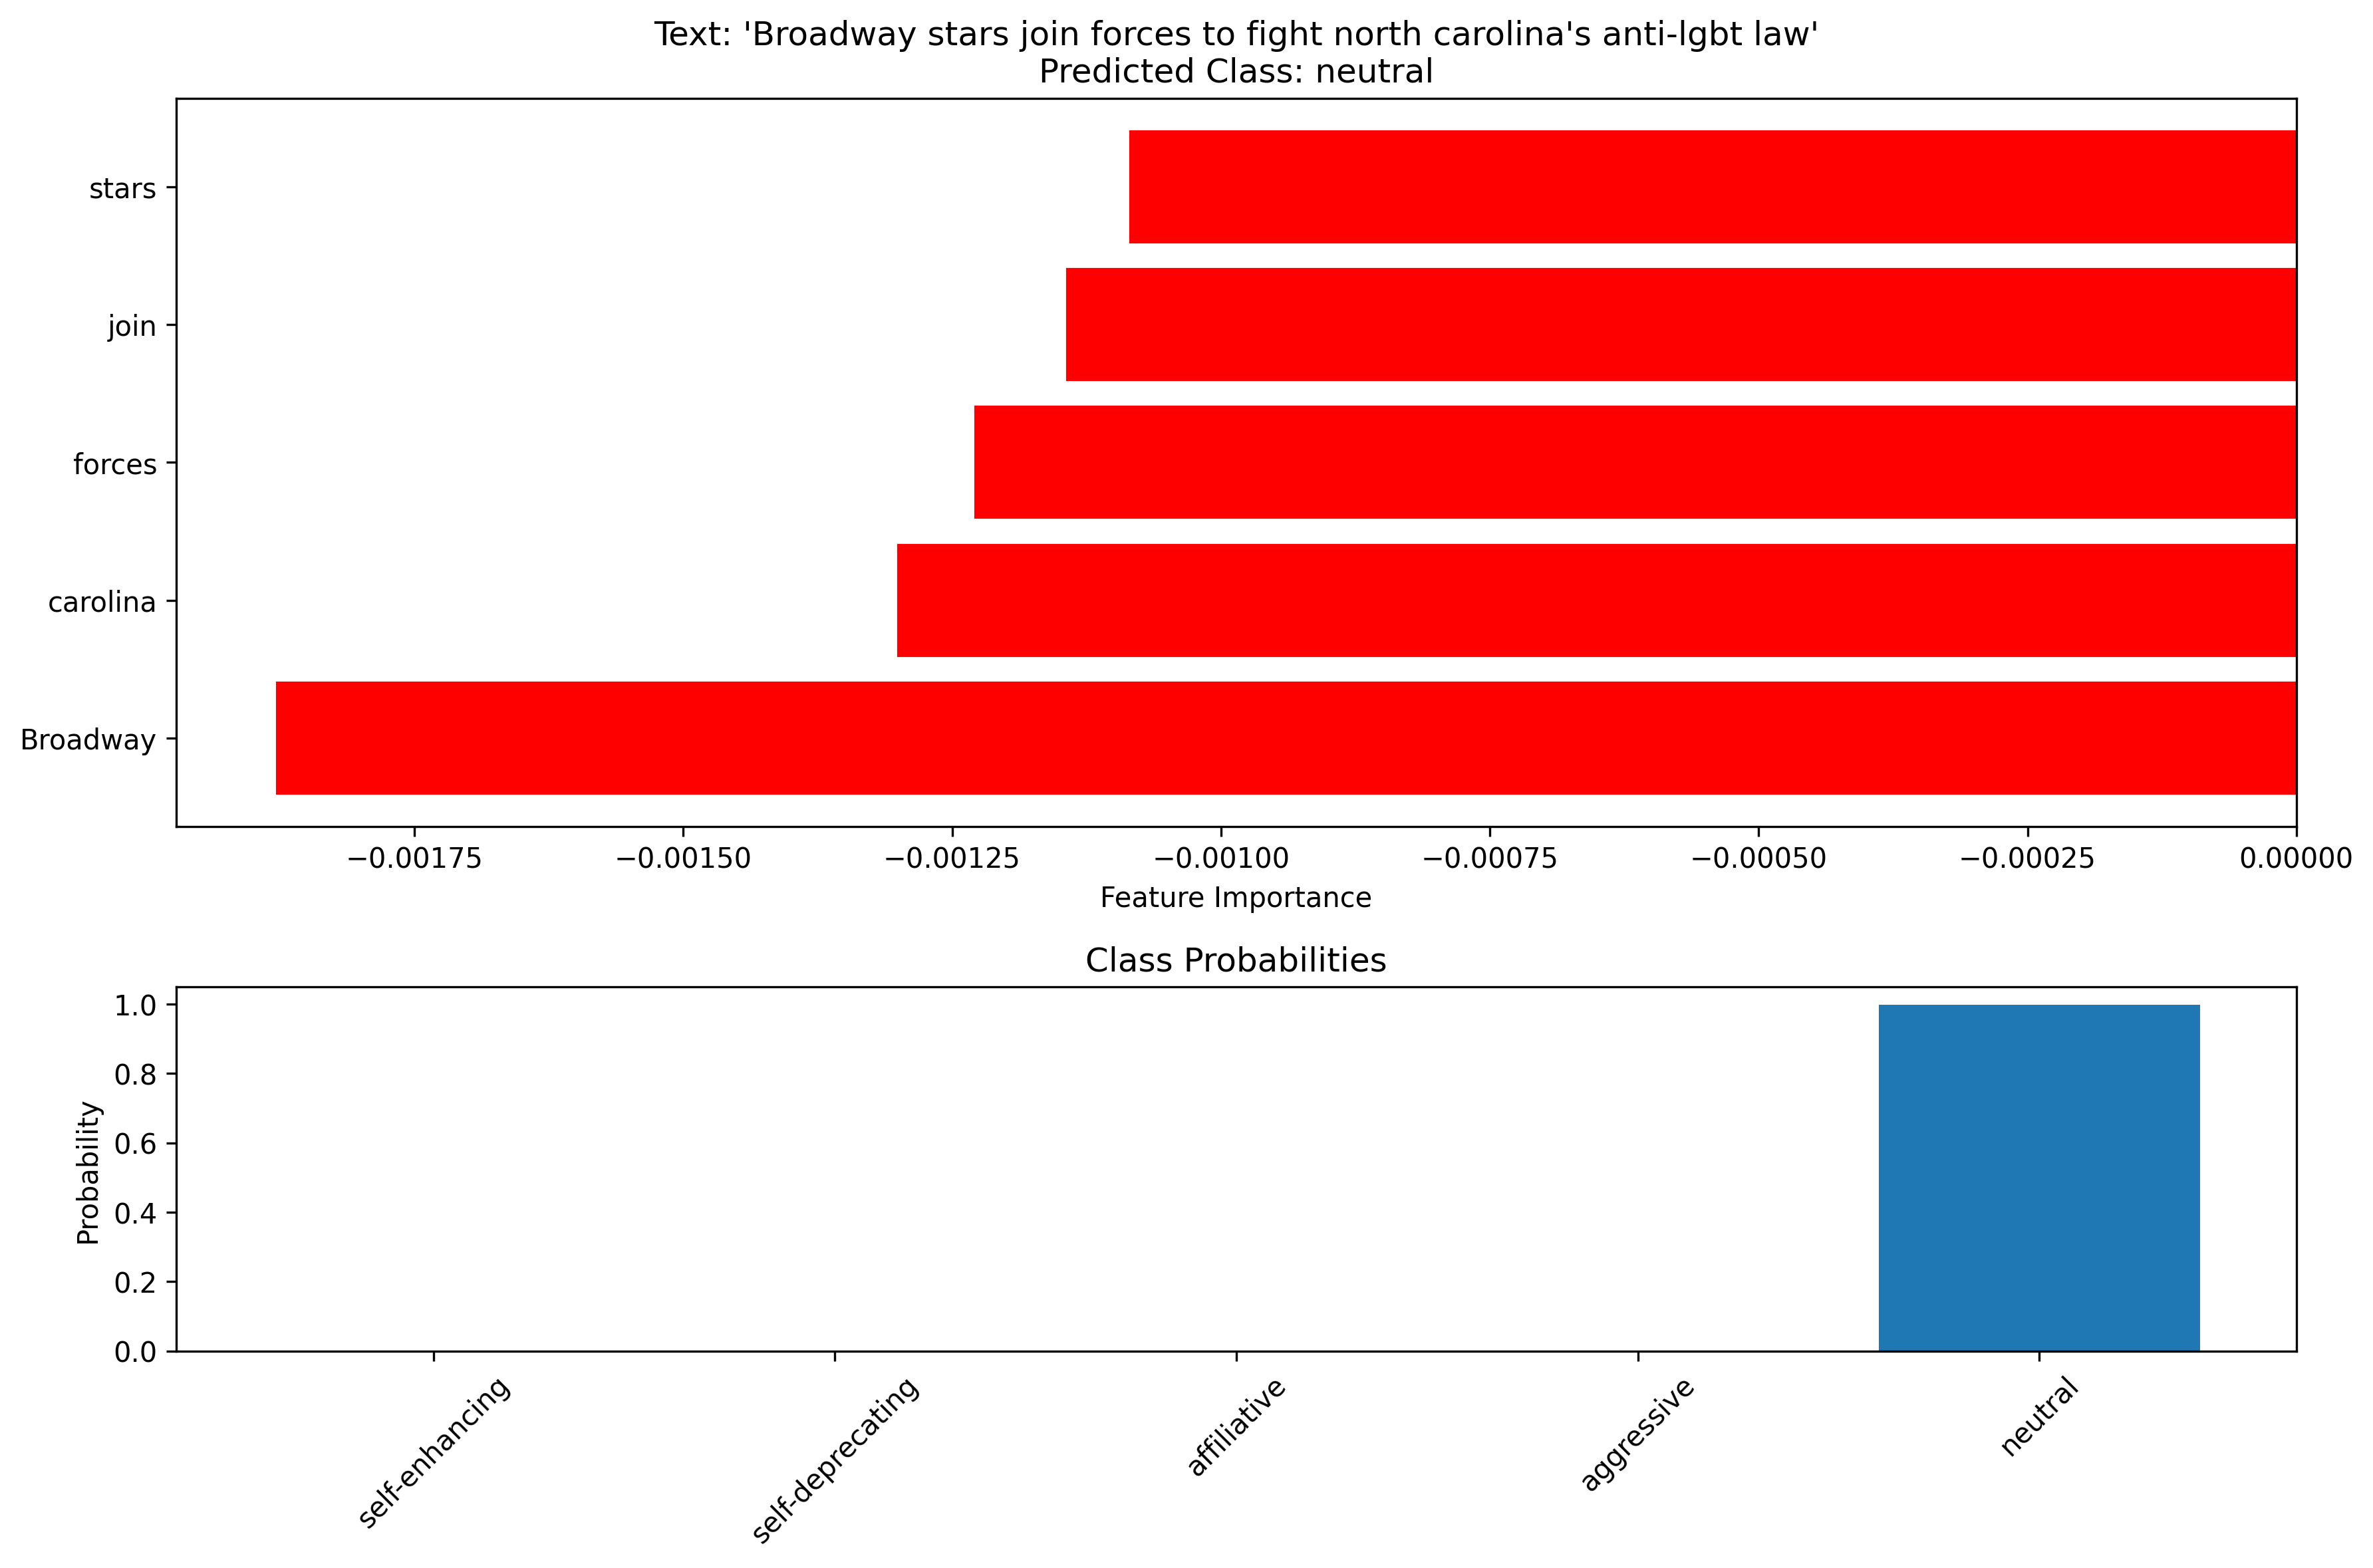 Text: 'Broadway stars join forces to fight north carolina's anti-lgbt law'
Predicted Class: neutral
stars
join
forces
carolina
Broadway
−0.00175 −0.00150 −0.00125 −0.00100 −0.00075 −0.00050 −0.00025 0.00000
Feature Importance
Class Probabilities
1.0
0.8
0.6
0.4
0.2
0.0
Probability
self-enhancing
self-deprecating
affiliative
aggressive
neutral